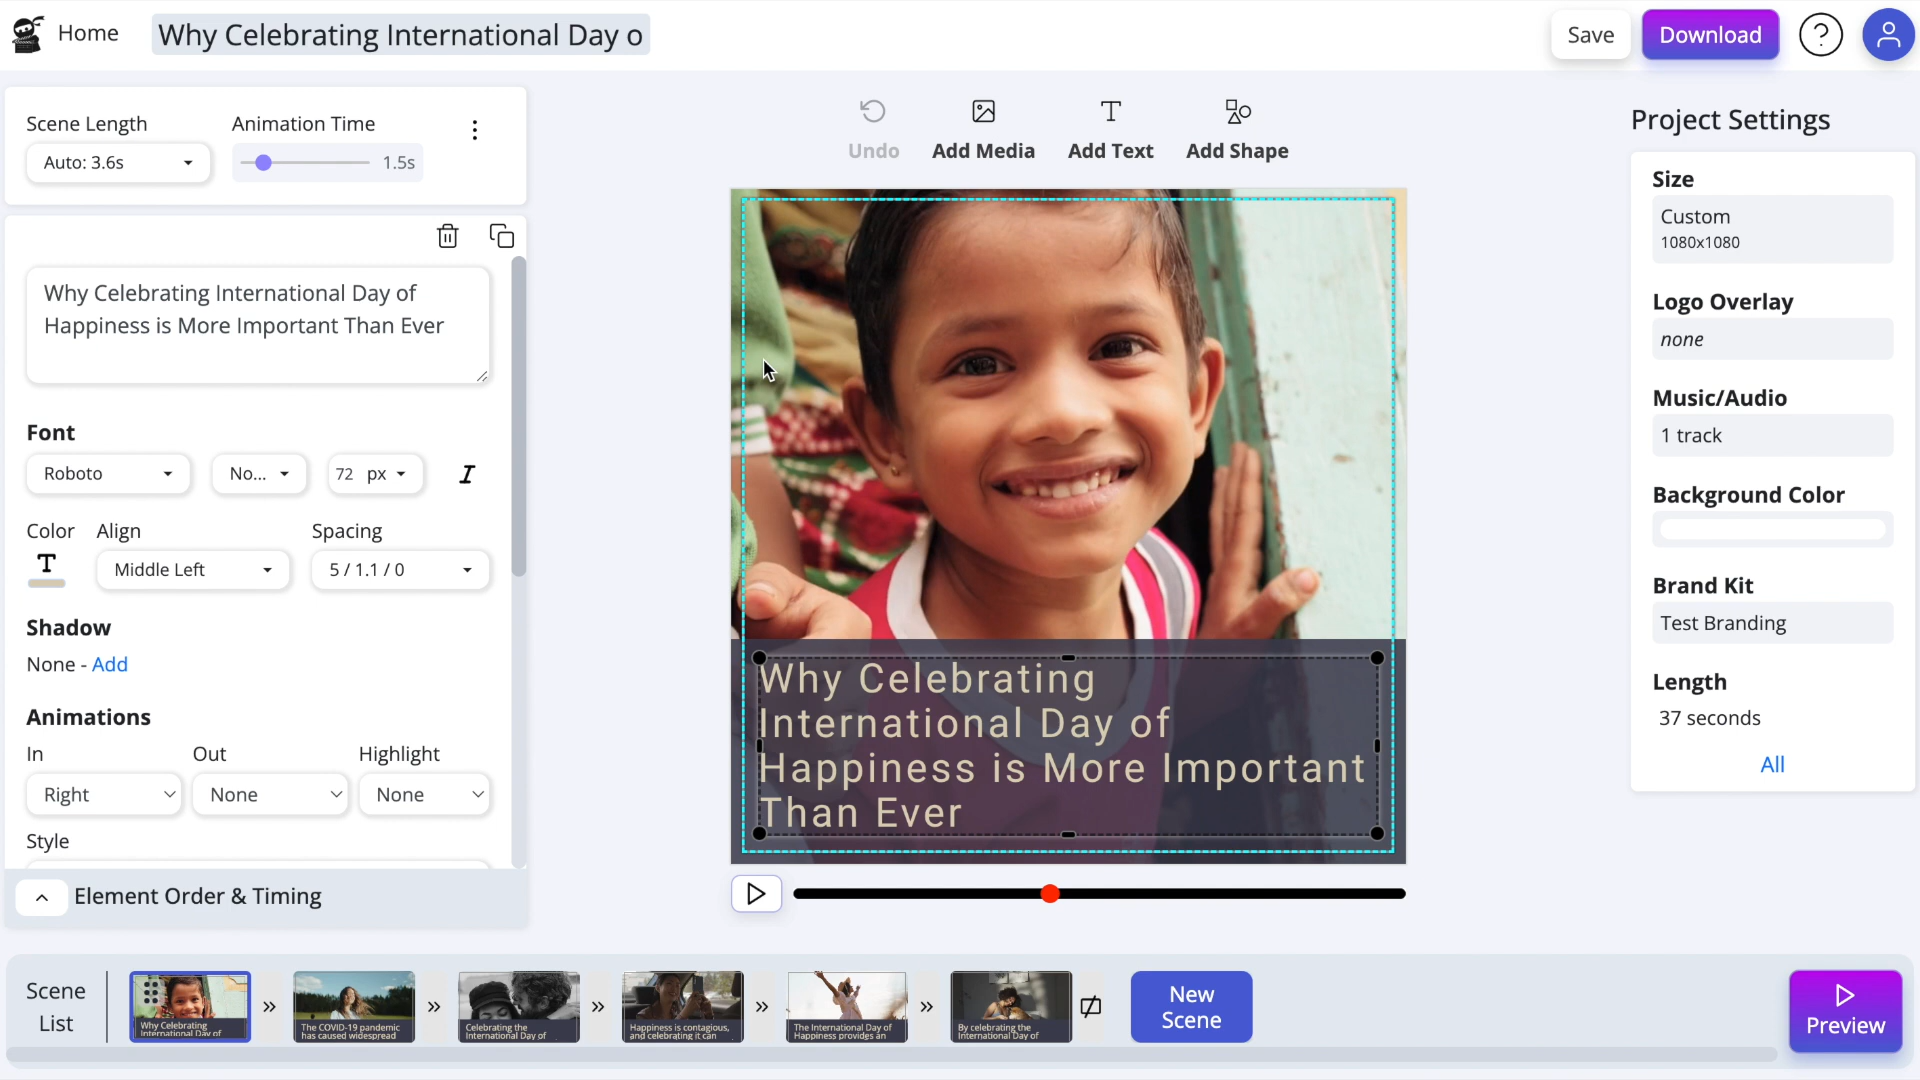 Home
Why Celebrating International Day o
Save
Download
?
Scene Length
Animation Time
Auto: 3.6s
1.5s
Undo
Add Media
Add Text
Add Shape
Why Celebrating International Day of
Happiness is More Important Than Ever
Font
Roboto
No...
72 px
I
Color
Align
Spacing
T
Middle Left
5 / 1.1 / 0
Shadow
None - Add
Animations
In
Out
Highlight
Right
None
None
Style
Element Order & Timing
Why Celebrating
International Day of
Happiness is More Important
Than Ever
Project Settings
Size
Custom
1080x1080
Logo Overlay
none
Music/Audio
1 track
Background Color
Brand Kit
Test Branding
Length
37 seconds
All
Scene
List
Why Celebrating
International Day of
The COVID-19 pandemic
has caused widespread
Celebrating the
International Day of
Happiness is contagious,
and celebrating it can
The International Day of
Happiness provides an
By celebrating the
International Day of
New
Scene
Preview